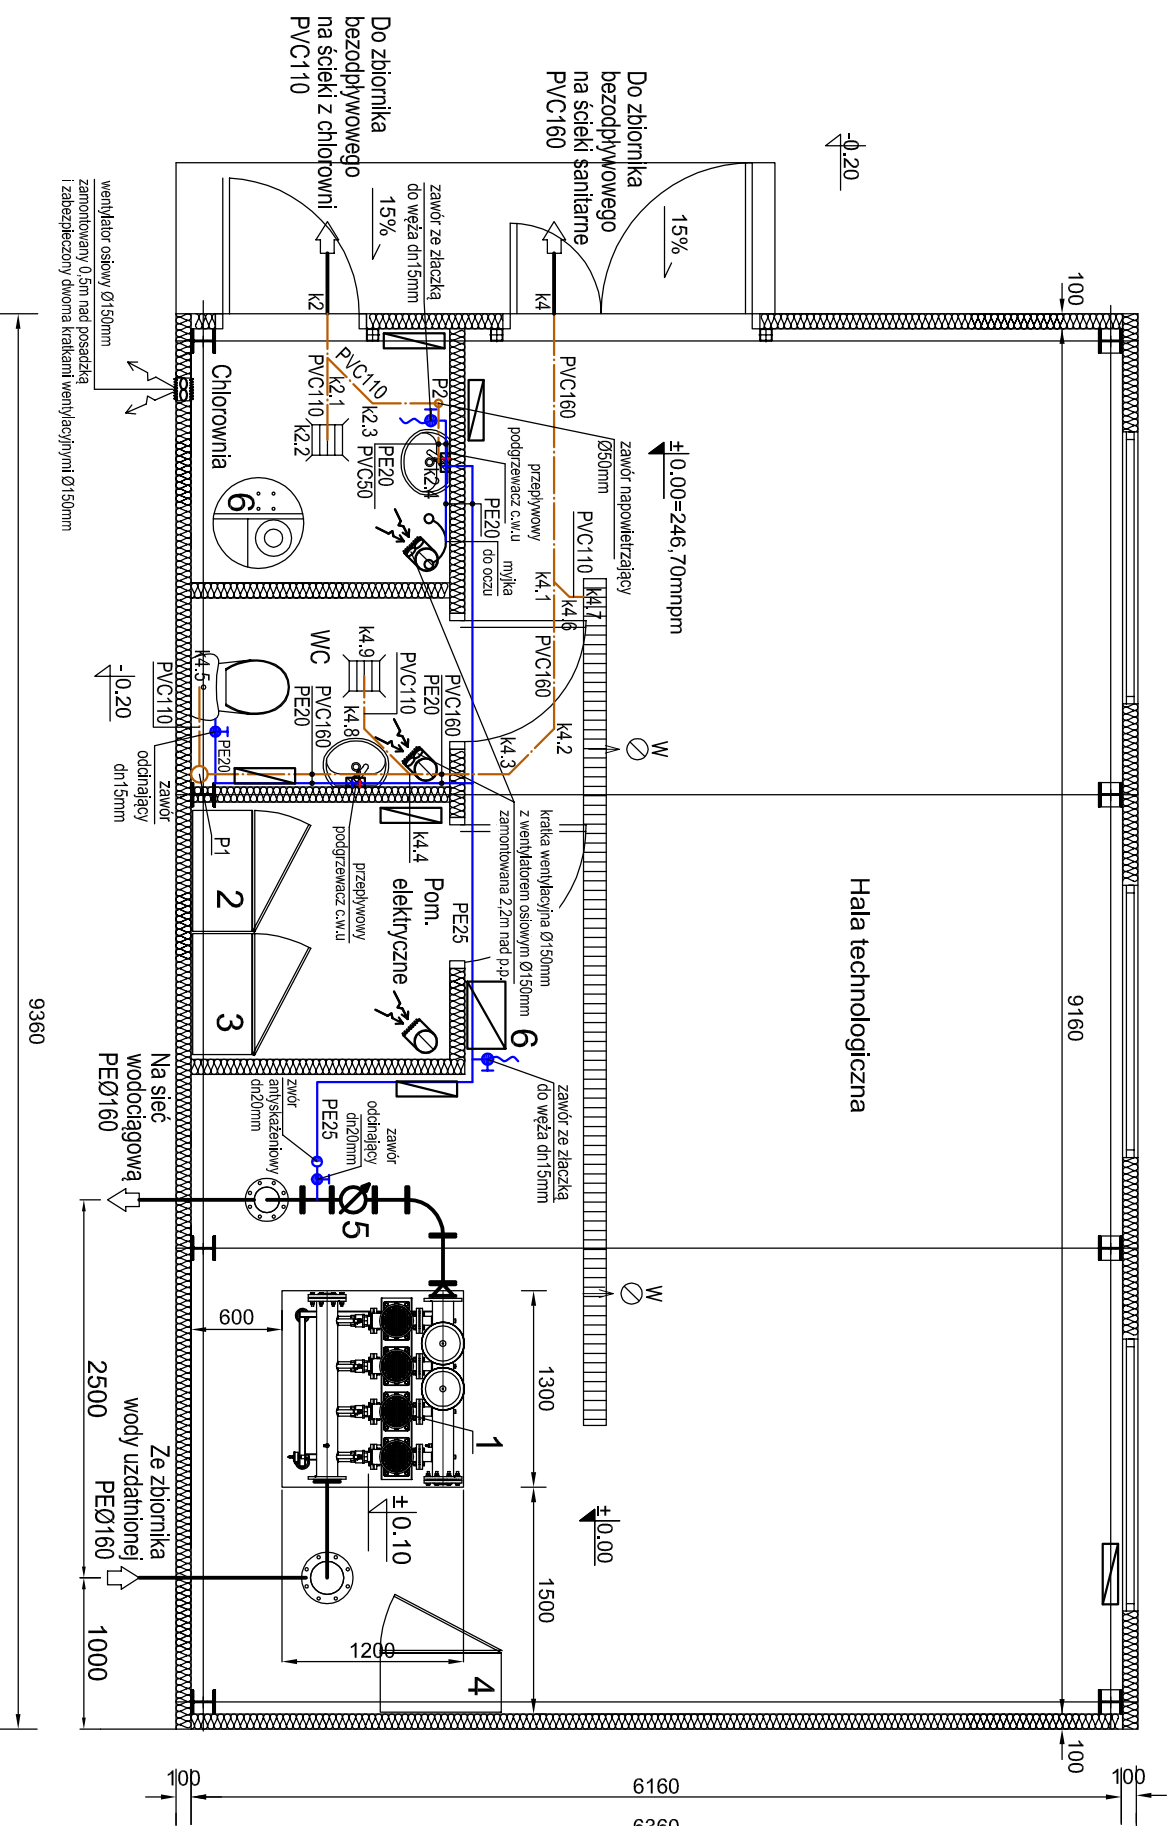 Do zbiornika
bezodpływowego
na ścieki z chlorowni
PVC110
Do zbiornika
bezodpływowego
na ścieki sanitarne
PVC160
-0.20
15%
15%
zawór ze złaczką
do węża dn15mm
k2
k4
100
wentylator osiowy Ø150mm
zamontowany 0,5m nad posadzką
i zabezpieczony dwoma kratkami wentylacyjnymi Ø150mm
Chlorownia
PVC110
k2.1
PVC110
k2.2
k2.3
P2
PE20
PVC50
k2.4
6
PVC160
zawór napowietrzający
Ø50mm
przepływowy
podgrzewacz c.w.u
PE20
myjka
do oczu
±0.00=246,70mnpm
PVC110
k4.1
k4.6
k4.7
PVC160
k4.2
k4.3
WC
k4.9
PVC110
PVC160
PE20
k4.8
PVC160
PE20
k4.5
PVC110
-0.20
PE20
zawór
odcinający
dn15mm
P1
k4.4
przepływowy
podgrzewacz c.w.u
kratka wentylacyjna Ø150mm
z wentylatorem osiowym Ø150mm
zamontowana 2,2m nad p.p.
W
2
3
Pom.
elektryczne
PE25
6
Hala technologiczna
9160
9360
zawór ze złaczką
do węża dn15mm
zawór
odcinający
dn20mm
PE25
zwór
antyskażeniowy
dn20mm
Na sieć
wodociągową
PEØ160
5
W
600
1300
1
2500
±0.10
±0.00
1500
1200
4
Ze zbiornika
wody uzdatnionej
PEØ160
1000
100
100
6160
100
6360